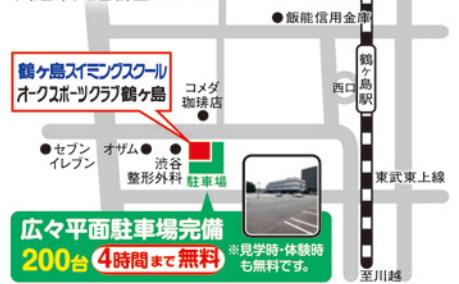 飯能信用金庫
鶴ヶ島駅
西口
鶴ヶ島スイミングスクール
オークスポーツクラブ鶴ヶ島
コメダ
珈琲店
セブン
イレブン
オザム
渋谷
整形外科
駐車場
東武東上線
広々平面駐車場完備
200台 4時間まで無料
※見学時・体験時
も無料です。
至川越